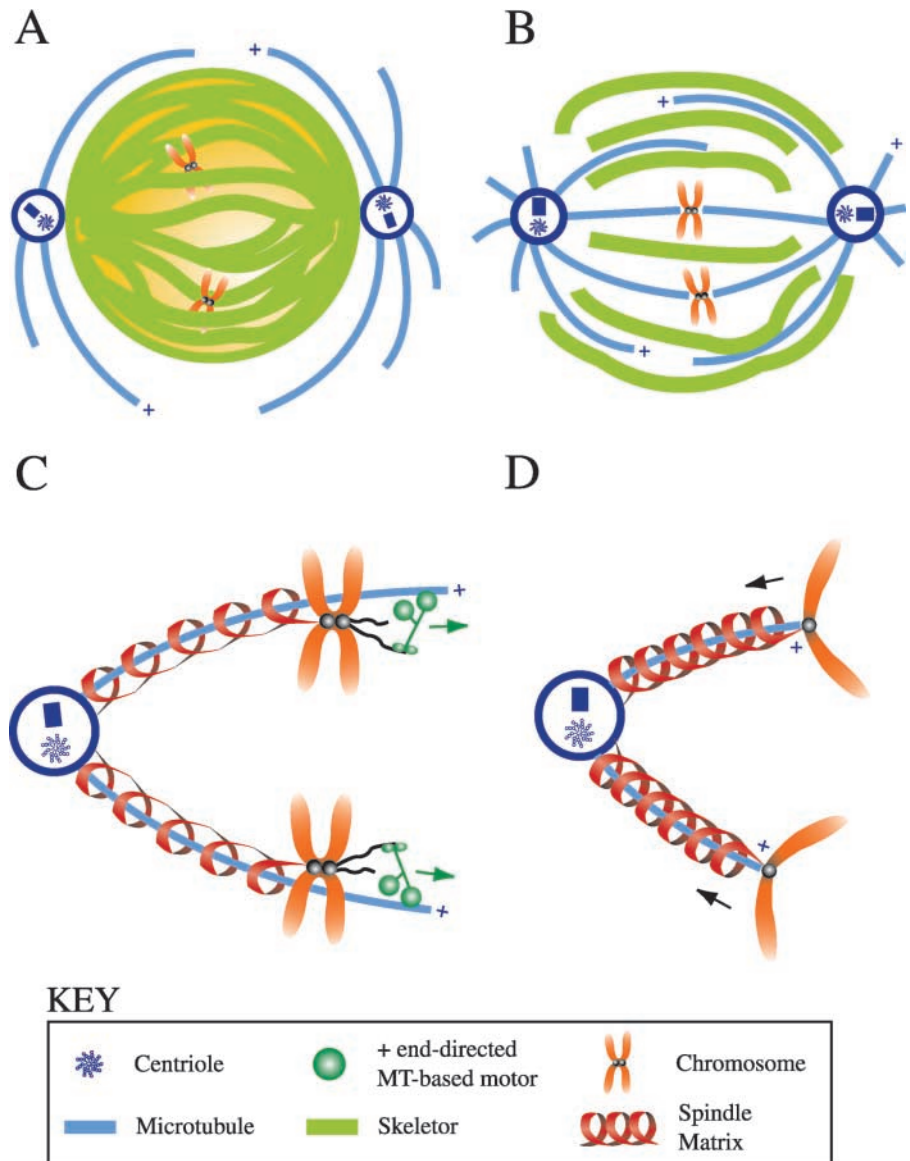 A
B
+
+
+
+
+
C
D
+
+
+
+
KEY
Centriole
+ end-directed
MT-based motor
Chromosome
Microtubule
Skeletor
Spindle
Matrix